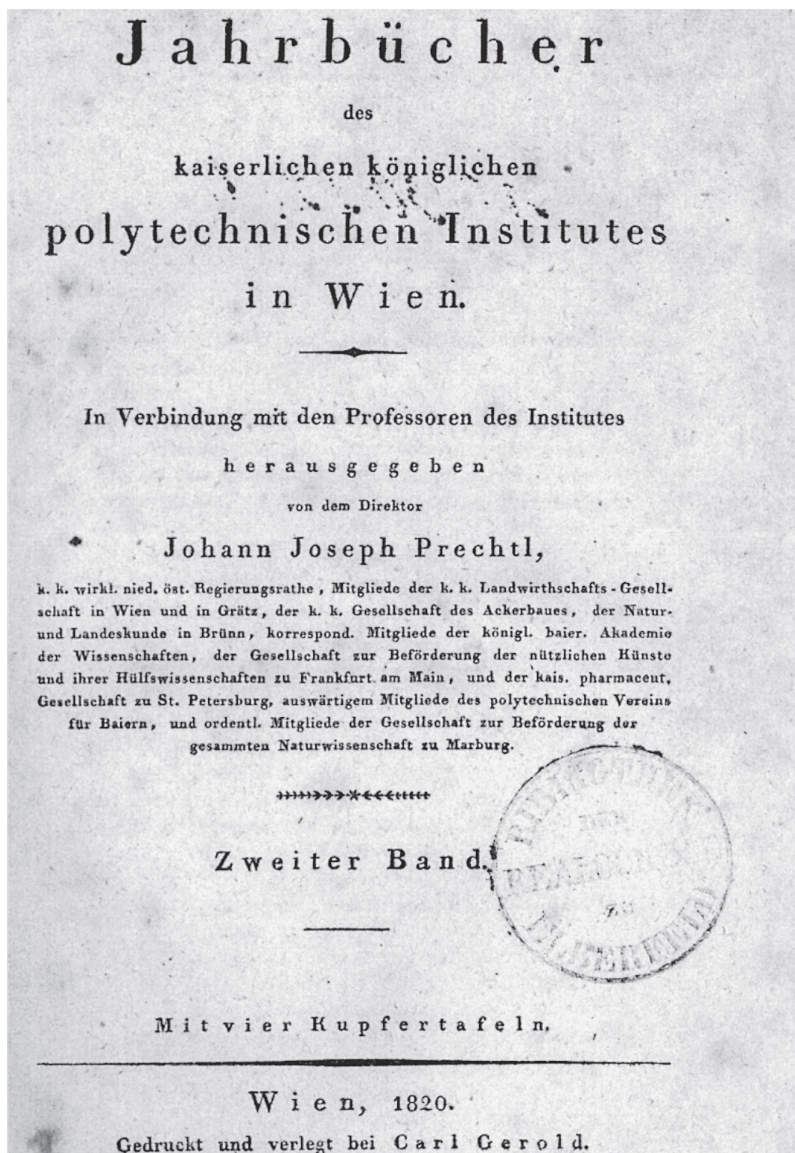 Jahrbücher
des
kaiserlichen königlichen
polytechnischen Institutes
in Wien.
In Verbindung mit den Professoren des Institutes
herausgegeben
von dem Direktor
Johann Joseph Prechtl,
k. k. wirkl. nied. öst. Regierungsrathe, Mitgliede der k. k. Landwirthschafts-Gesell-
schaft in Wien und in Grätz, der k. k. Gesellschaft des Ackerbaues, der Natur-
und Landeskunde in Brünn, korrespond. Mitgliede der königl. baier. Akademie
der Wissenschaften, der Gesellschaft zur Beförderung der nützlichen Künste
und ihrer Hülfswissenschaften zu Frankfurt am Main, und der kais. pharmaceut.
Gesellschaft zu St. Petersburg, auswärtigem Mitgliede des polytechnischen Vereins
für Baiern, und ordentl. Mitgliede der Gesellschaft zur Beförderung der
gesammten Naturwissenschaft zu Marburg.
Zweiter Band.
BIBLIOTHEK
DER
ZU
Mit vier Kupfertafeln.
Wien, 1820.
Gedruckt und verlegt bei Carl Gerold.